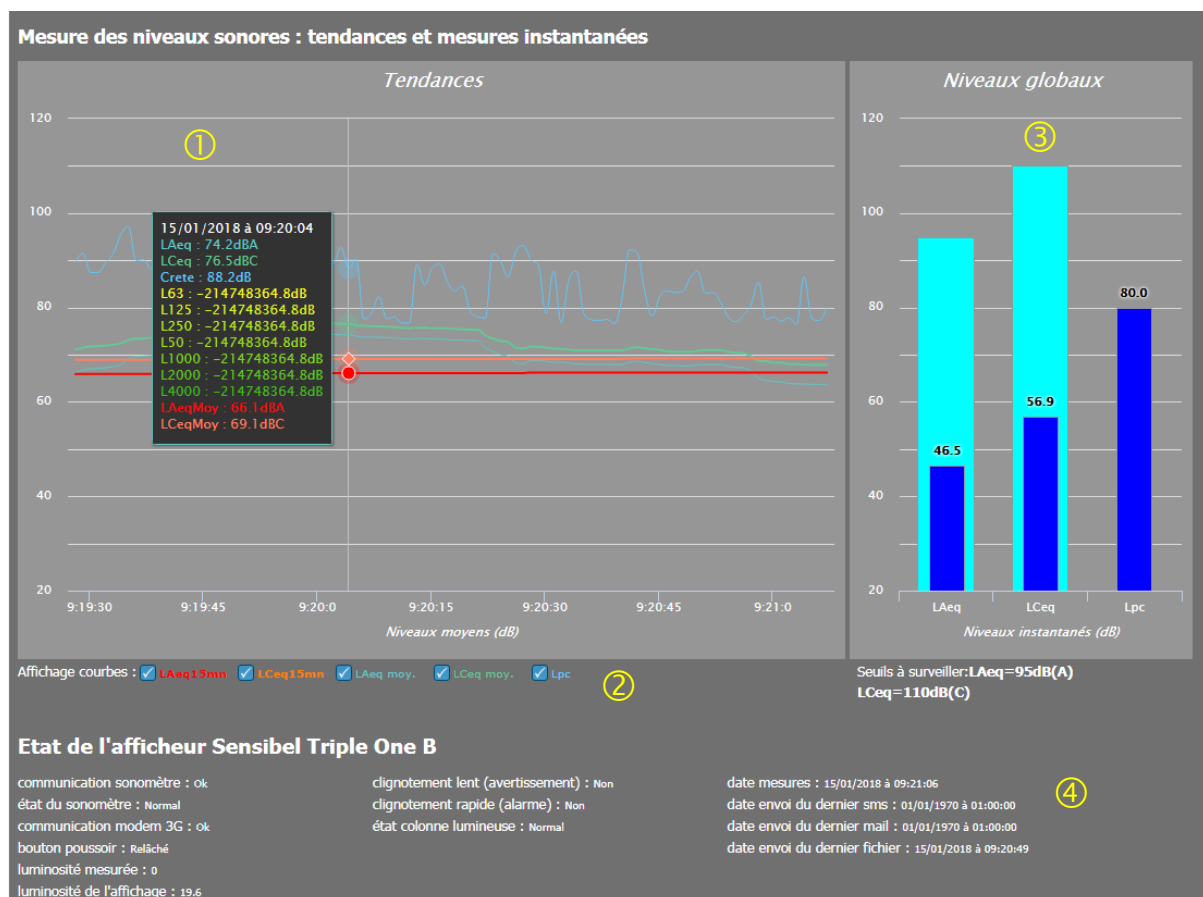 Mesure des niveaux sonores : tendances et mesures instantanées
Tendances
①
120
100
80
60
40
20
15/01/2018 à 09:20:04
LAeq : 74.2dBA
LCeq : 76.5dBC
Crete : 88.2dB
L63 : -214748364.8dB
L125 : -214748364.8dB
L250 : -214748364.8dB
L50 : -214748364.8dB
L1000 : -214748364.8dB
L2000 : -214748364.8dB
L4000 : -214748364.8dB
LAeqMoy : 66.1dBA
LCeqMoy : 69.1dBC
9:19:30 9:19:45 9:20:0 9:20:15 9:20:30 9:20:45 9:21:0
Niveaux moyens (dB)
Niveaux globaux
③
120
100
80
60
40
20
46.5
56.9
80.0
LAeq LCeq Lpc
Niveaux instantanés (dB)
Affichage courbes : LAeq15mn LCeq15mn LAeq moy. LCeq moy. Lpc
②
Seuils à surveiller:LAeq=95dB(A)
LCeq=110dB(C)
Etat de l'afficheur Sensibel Triple One B
communication sonomètre : Ok
état du sonomètre : Normal
communication modem 3G : Ok
bouton poussoir : Relâché
luminosité mesurée : 0
luminosité de l'affichage : 19.6
clignotement lent (avertissement) : Non
clignotement rapide (alarme) : Non
état colonne lumineuse : Normal
date mesures : 15/01/2018 à 09:21:06
date envoi du dernier sms : 01/01/1970 à 01:00:00
date envoi du dernier mail : 01/01/1970 à 01:00:00
date envoi du dernier fichier : 15/01/2018 à 09:20:49
④